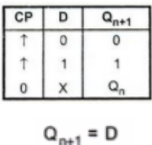 CP D Qn+1
↑ 0 0
↑ 1 1
0 X Qn
Qn+1 = D